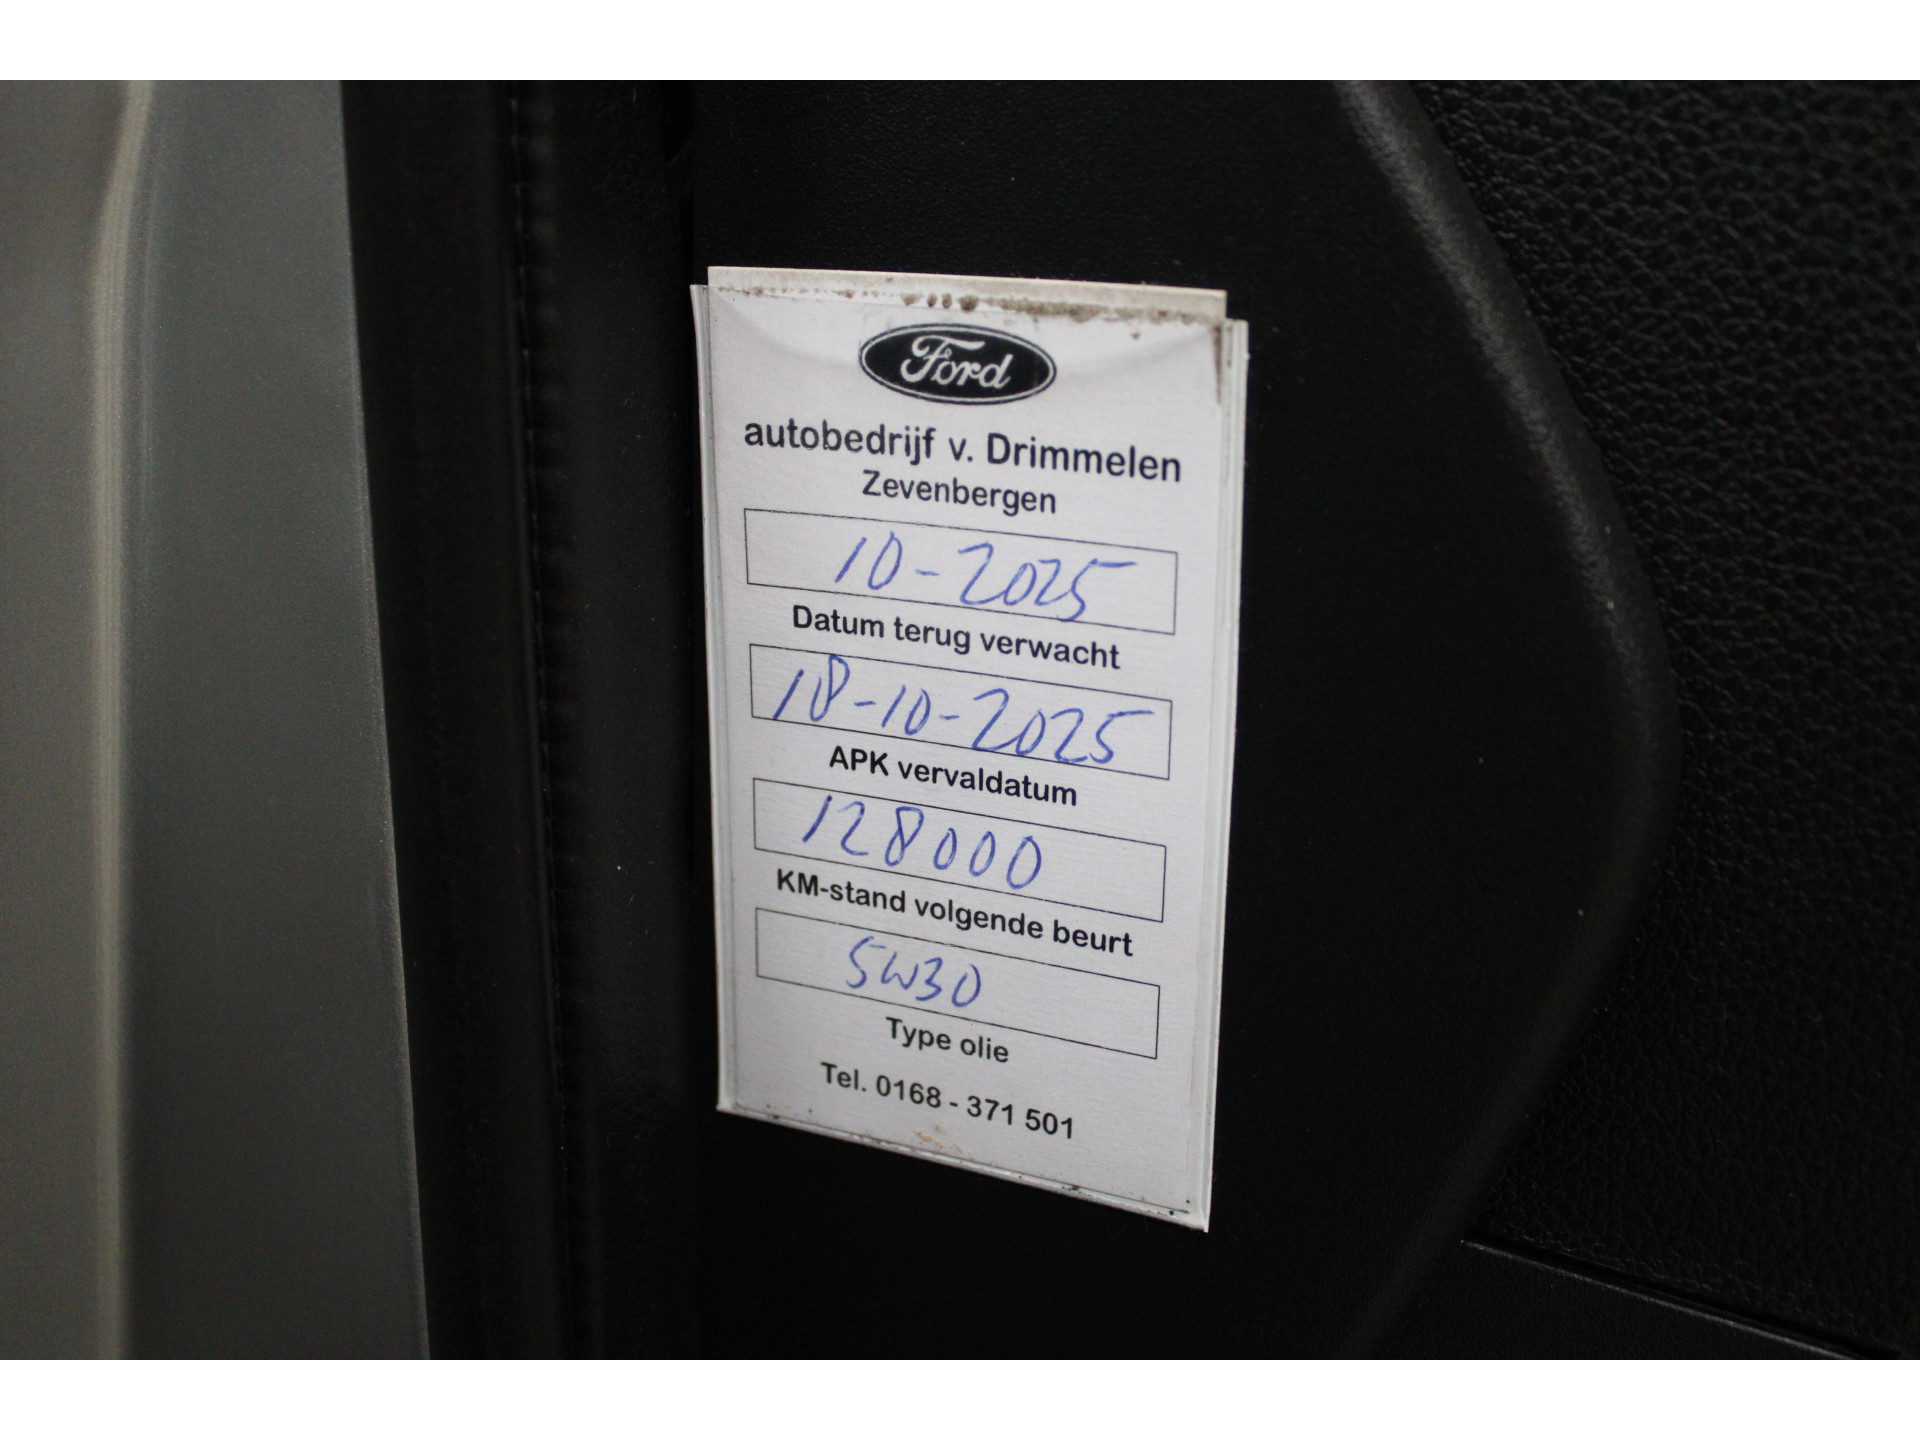 Ford
autobedrijf v. Drimmelen
Zevenbergen
10-2025
Datum terug verwacht
18-10-2025
APK vervaldatum
128000
KM-stand volgende beurt
5W30
Type olie
Tel. 0168 - 371 501